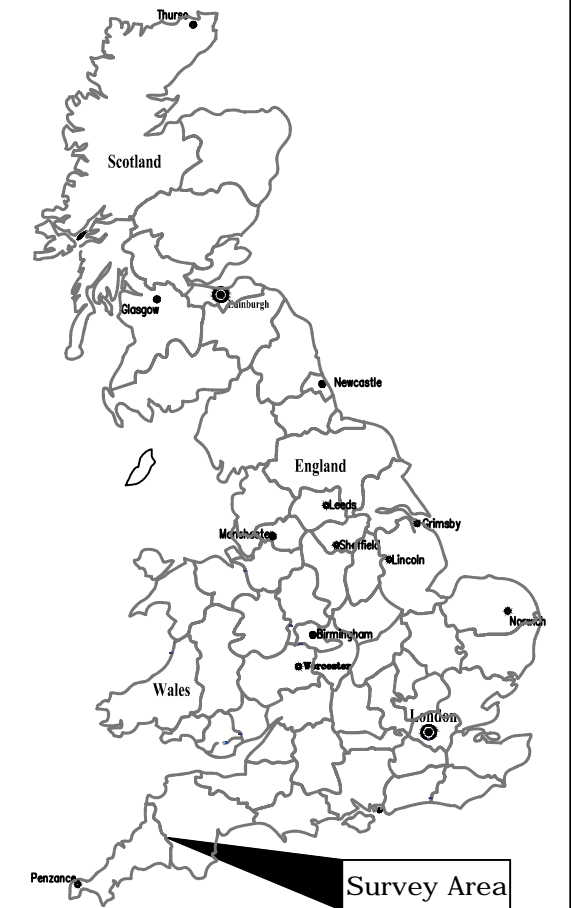 Thurso
Scotland
Edinburgh
Glasgow
Newcastle
England
Leeds
Grimsby
Manchester
Sheffield
Lincoln
Norwich
Birmingham
Worcester
Wales
London
Penzance
Survey Area